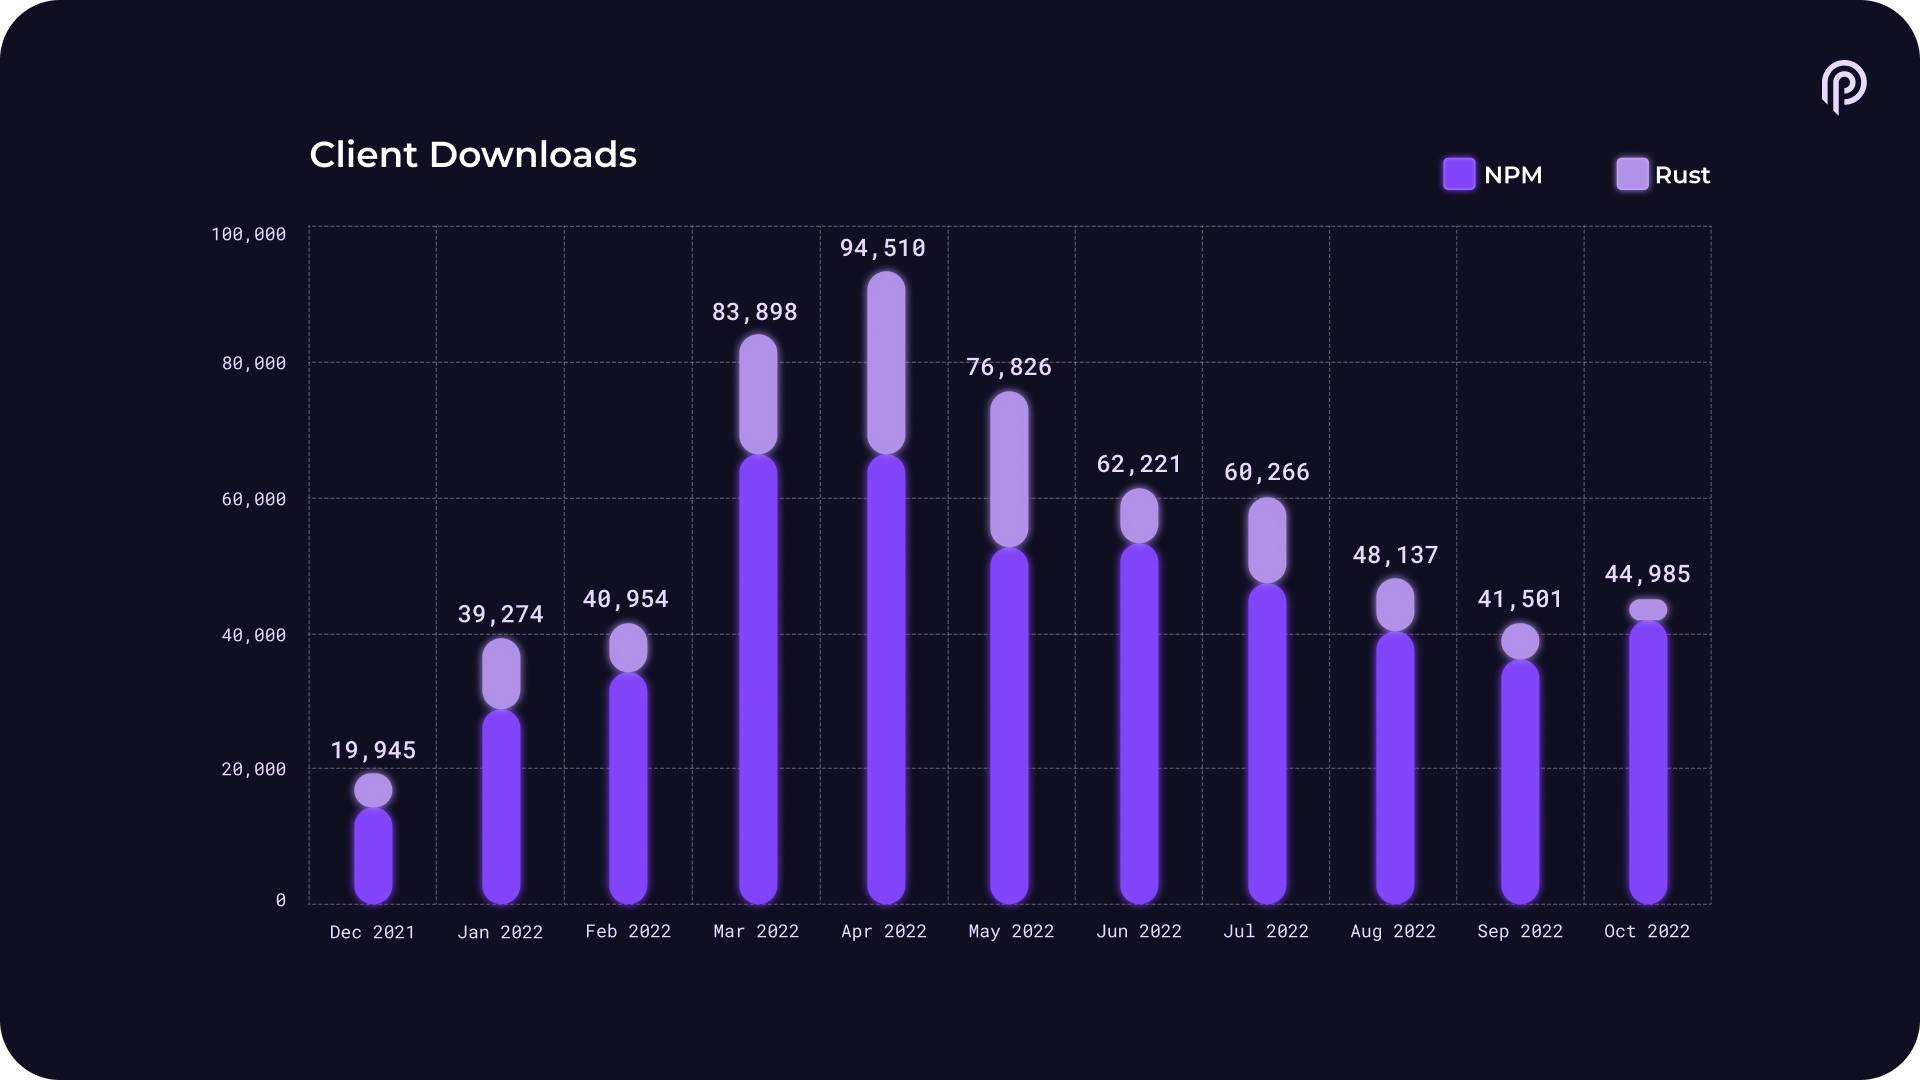 Client Downloads
NPM
Rust
100,000
80,000
60,000
40,000
20,000
0
19,945
39,274
40,954
83,898
94,510
76,826
62,221
60,266
48,137
41,501
44,985
Dec 2021
Jan 2022
Feb 2022
Mar 2022
Apr 2022
May 2022
Jun 2022
Jul 2022
Aug 2022
Sep 2022
Oct 2022